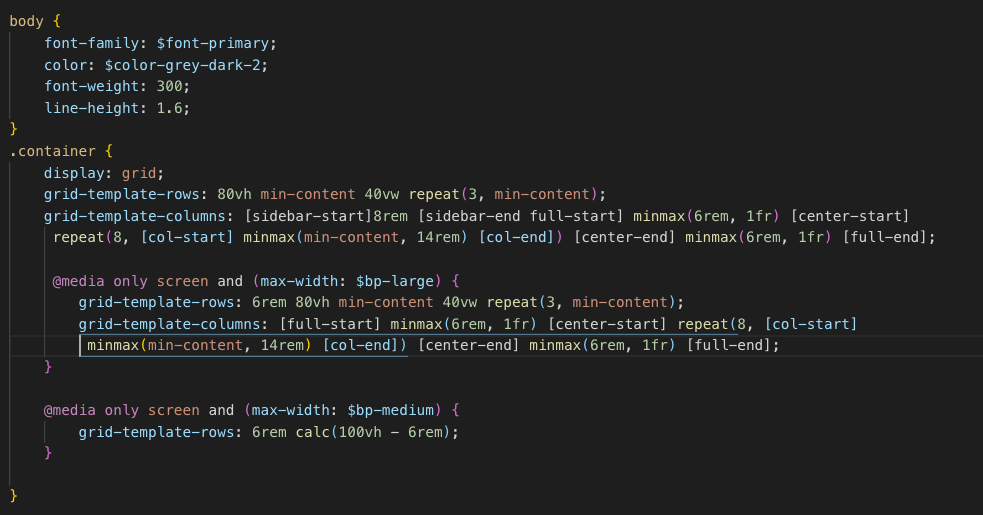 body {
font-family: $font-primary;
color: $color-grey-dark-2;
font-weight: 300;
line-height: 1.6;
}
.container {
display: grid;
grid-template-rows: 80vh min-content 40vw repeat(3, min-content);
grid-template-columns: [sidebar-start]8rem [sidebar-end full-start] minmax(6rem, 1fr) [center-start]
repeat(8, [col-start] minmax(min-content, 14rem) [col-end]) [center-end] minmax(6rem, 1fr) [full-end];
@media only screen and (max-width: $bp-large) {
grid-template-rows: 6rem 80vh min-content 40vw repeat(3, min-content);
grid-template-columns: [full-start] minmax(6rem, 1fr) [center-start] repeat(8, [col-start]
minmax(min-content, 14rem) [col-end]) [center-end] minmax(6rem, 1fr) [full-end];
}
@media only screen and (max-width: $bp-medium) {
grid-template-rows: 6rem calc(100vh - 6rem);
}
}